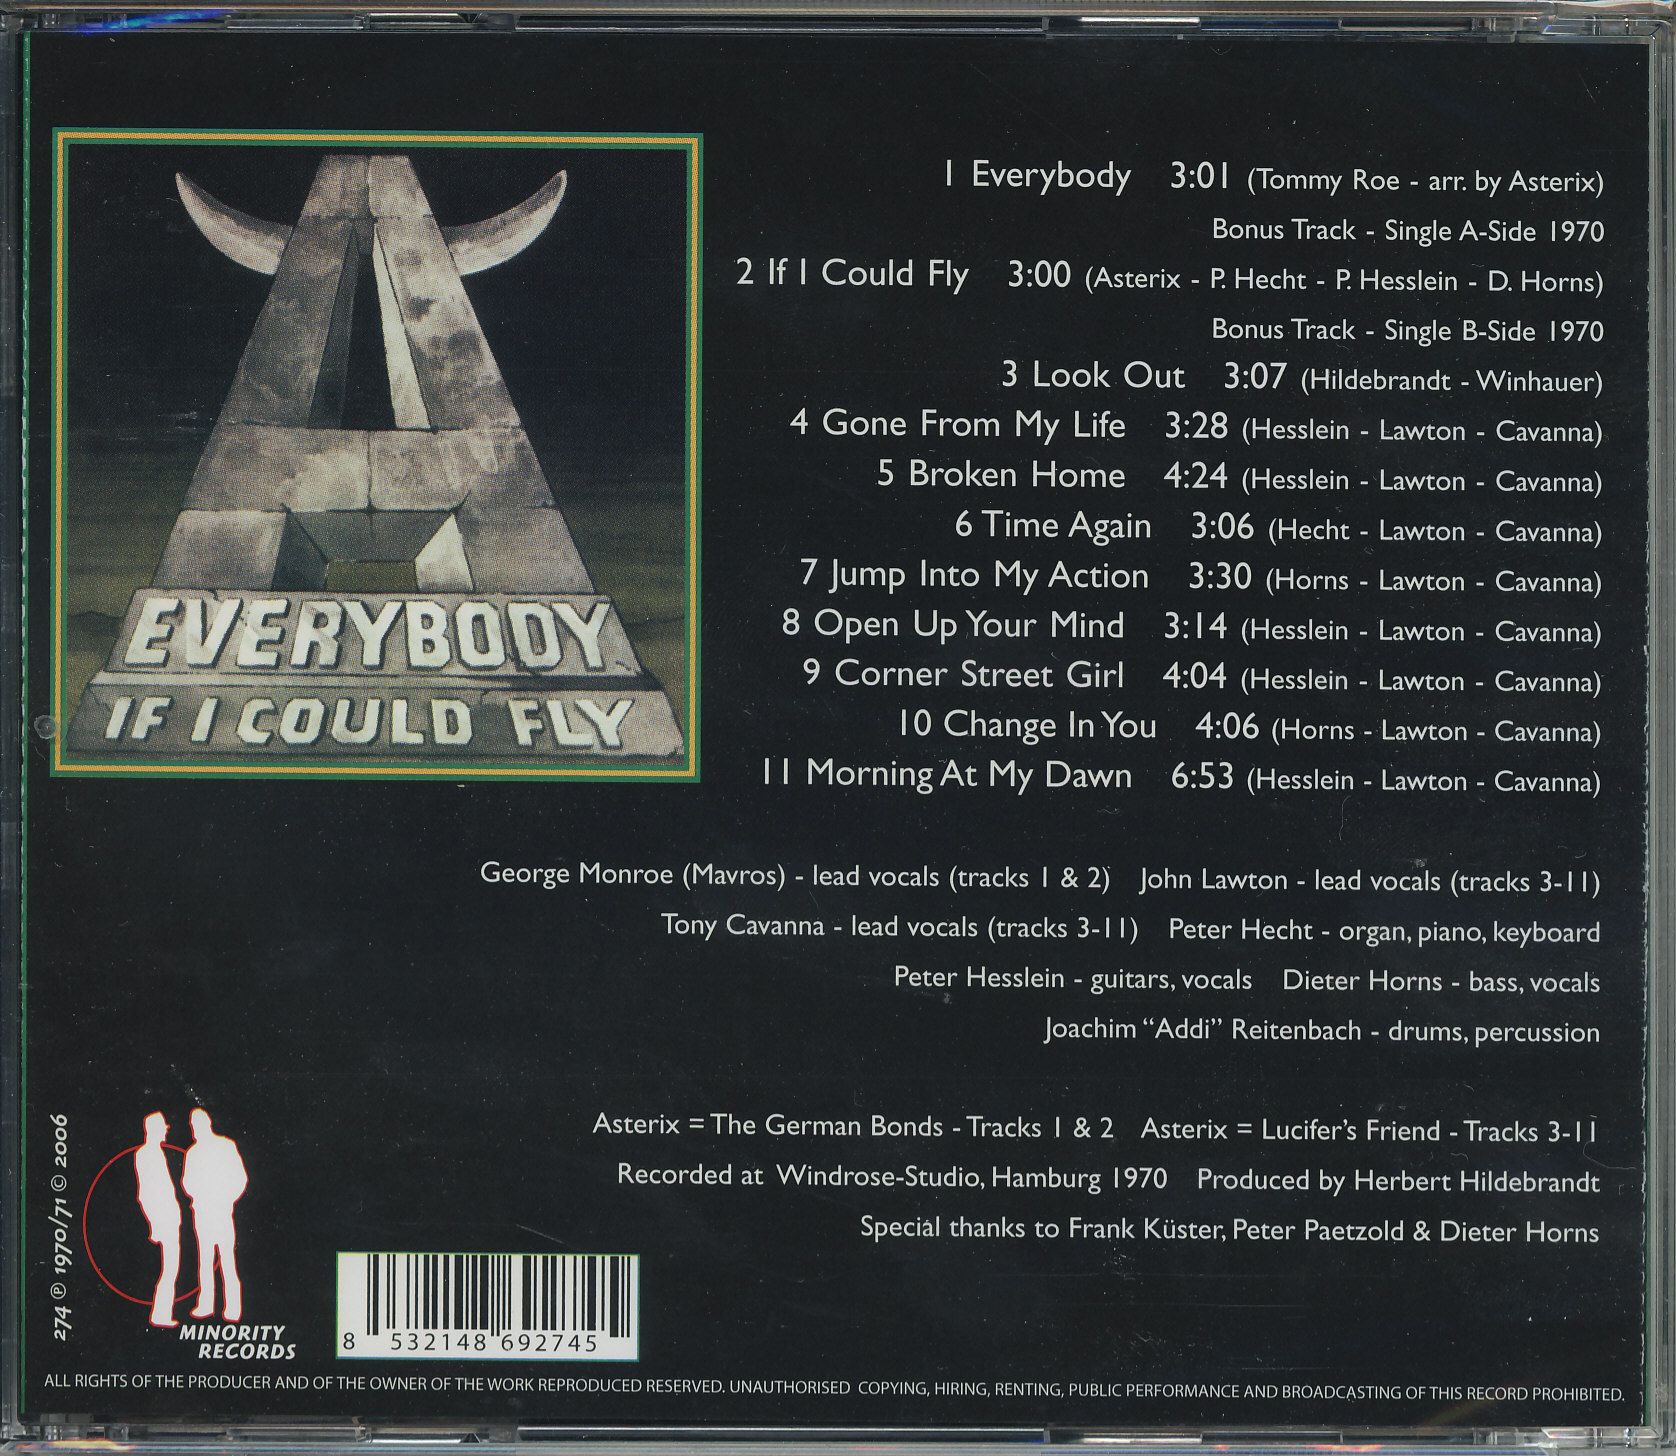 1 Everybody 3:01 (Tommy Roe - arr. by Asterix)
Bonus Track - Single A-Side 1970
2 If I Could Fly 3:00 (Asterix - P. Hecht - P. Hesslein - D. Horns)
Bonus Track - Single B-Side 1970
3 Look Out 3:07 (Hildebrandt - Winhauer)
4 Gone From My Life 3:28 (Hesslein - Lawton - Cavanna)
5 Broken Home 4:24 (Hesslein - Lawton - Cavanna)
6 Time Again 3:06 (Hecht - Lawton - Cavanna)
7 Jump Into My Action 3:30 (Horns - Lawton - Cavanna)
8 Open Up Your Mind 3:14 (Hesslein - Lawton - Cavanna)
9 Corner Street Girl 4:04 (Hesslein - Lawton - Cavanna)
10 Change In You 4:06 (Horns - Lawton - Cavanna)
11 Morning At My Dawn 6:53 (Hesslein - Lawton - Cavanna)
EVERYBODY
IF I COULD FLY
George Monroe (Mavros) - lead vocals (tracks 1 & 2) John Lawton - lead vocals (tracks 3-11)
Tony Cavanna - lead vocals (tracks 3-11) Peter Hecht - organ, piano, keyboard
Peter Hesslein - guitars, vocals Dieter Horns - bass, vocals
Joachim “Addi” Reitenbach - drums, percussion
Asterix = The German Bonds - Tracks 1 & 2 Asterix = Lucifer's Friend - Tracks 3-11
Recorded at Windrose-Studio, Hamburg 1970 Produced by Herbert Hildebrandt
Special thanks to Frank Küster, Peter Paetzold & Dieter Horns
274 ℗ 1970/71 © 2006
MINORITY
RECORDS
8 532148 692745
ALL RIGHTS OF THE PRODUCER AND OF THE OWNER OF THE WORK REPRODUCED RESERVED. UNAUTHORISED COPYING, HIRING, RENTING, PUBLIC PERFORMANCE AND BROADCASTING OF THIS RECORD PROHIBITED.